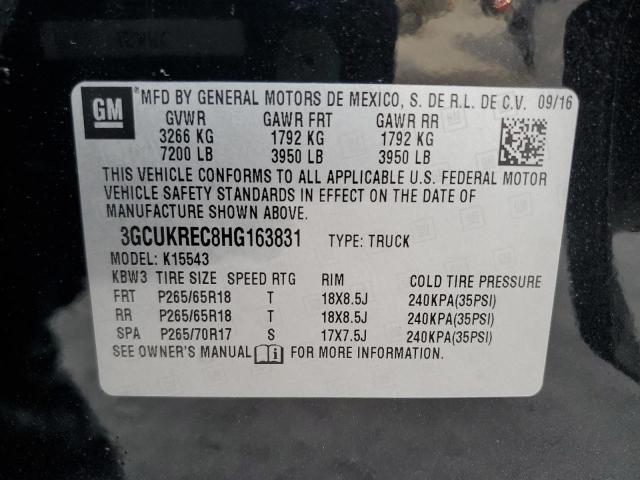 GM ® MFD BY GENERAL MOTORS DE MEXICO, S. DE R.L. DE C.V. 09/16
GVWR GAWR FRT GAWR RR
3266 KG 1792 KG 1792 KG
7200 LB 3950 LB 3950 LB
THIS VEHICLE CONFORMS TO ALL APPLICABLE U.S. FEDERAL MOTOR
VEHICLE SAFETY STANDARDS IN EFFECT ON THE DATE OF
MANUFACTURE SHOWN ABOVE.
3GCUKREC8HG163831 TYPE: TRUCK
MODEL: K15543
KBW3 TIRE SIZE SPEED RTG RIM COLD TIRE PRESSURE
FRT P265/65R18 T 18X8.5J 240KPA(35PSI)
RR P265/65R18 T 18X8.5J 240KPA(35PSI)
SPA P265/70R17 S 17X7.5J 240KPA(35PSI)
SEE OWNER'S MANUAL i FOR MORE INFORMATION.